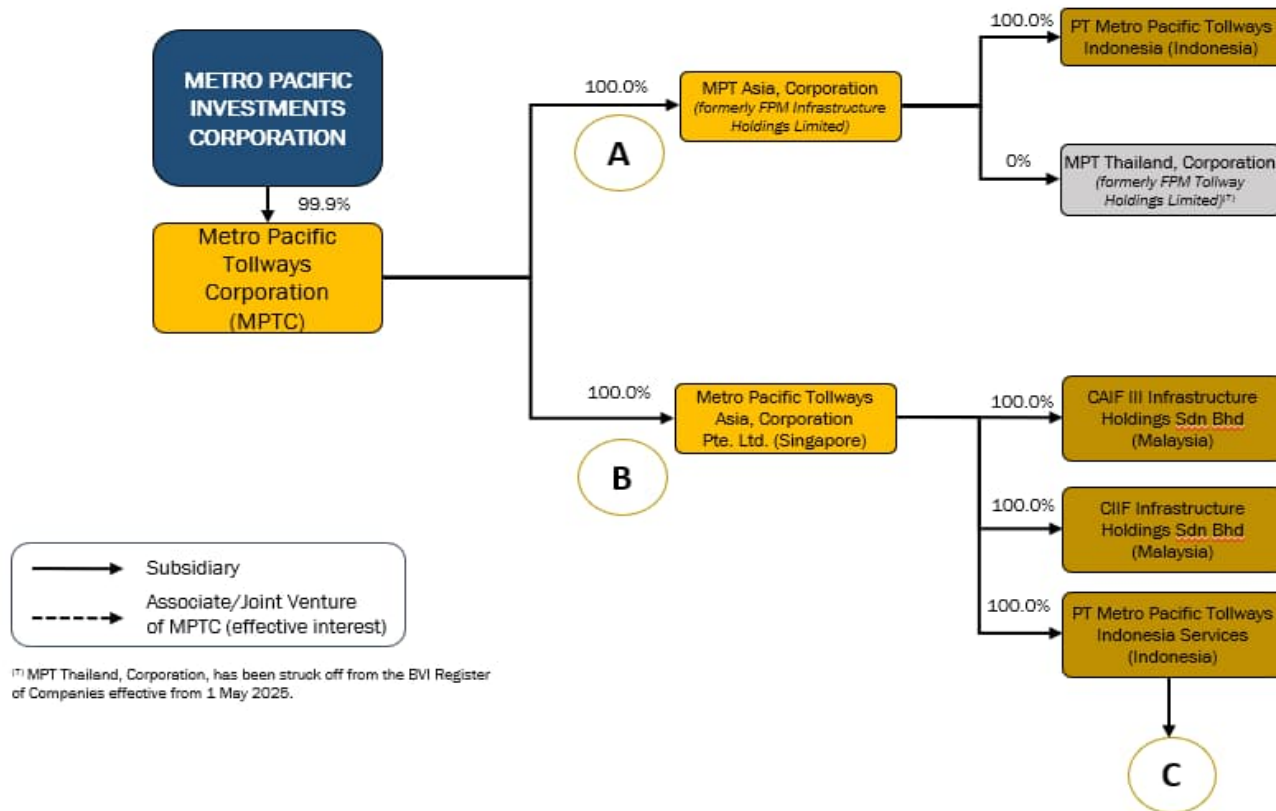 METRO PACIFIC
INVESTMENTS
CORPORATION
99.9%
Metro Pacific
Tollways
Corporation
(MPTC)
100.0%
A
MPT Asia, Corporation
(formerly FPM Infrastructure
Holdings Limited)
100.0%
PT Metro Pacific Tollways
Indonesia (Indonesia)
0%
MPT Thailand, Corporation
(formerly FPM Tollway
Holdings Limited)(T)
100.0%
B
Metro Pacific Tollways
Asia, Corporation
Pte. Ltd. (Singapore)
100.0%
CAIF III Infrastructure
Holdings Sdn Bhd
(Malaysia)
100.0%
CIIF Infrastructure
Holdings Sdn Bhd
(Malaysia)
100.0%
PT Metro Pacific Tollways
Indonesia Services
(Indonesia)
C
Subsidiary
Associate/Joint Venture
of MPTC (effective interest)
(T) MPT Thailand, Corporation, has been struck off from the BVI Register
of Companies effective from 1 May 2025.